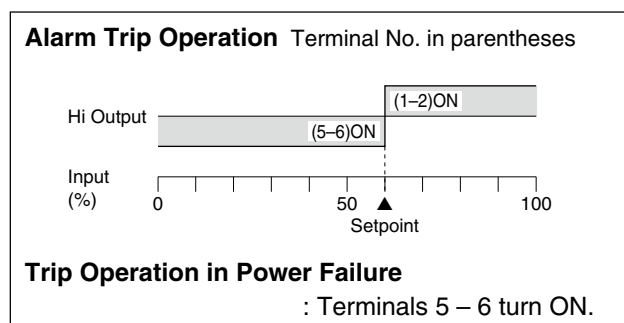 Alarm Trip Operation Terminal No. in parentheses
(1–2)ON
Hi Output
(5–6)ON
Input
(%)
0 50 100
Setpoint
Trip Operation in Power Failure
: Terminals 5 – 6 turn ON.